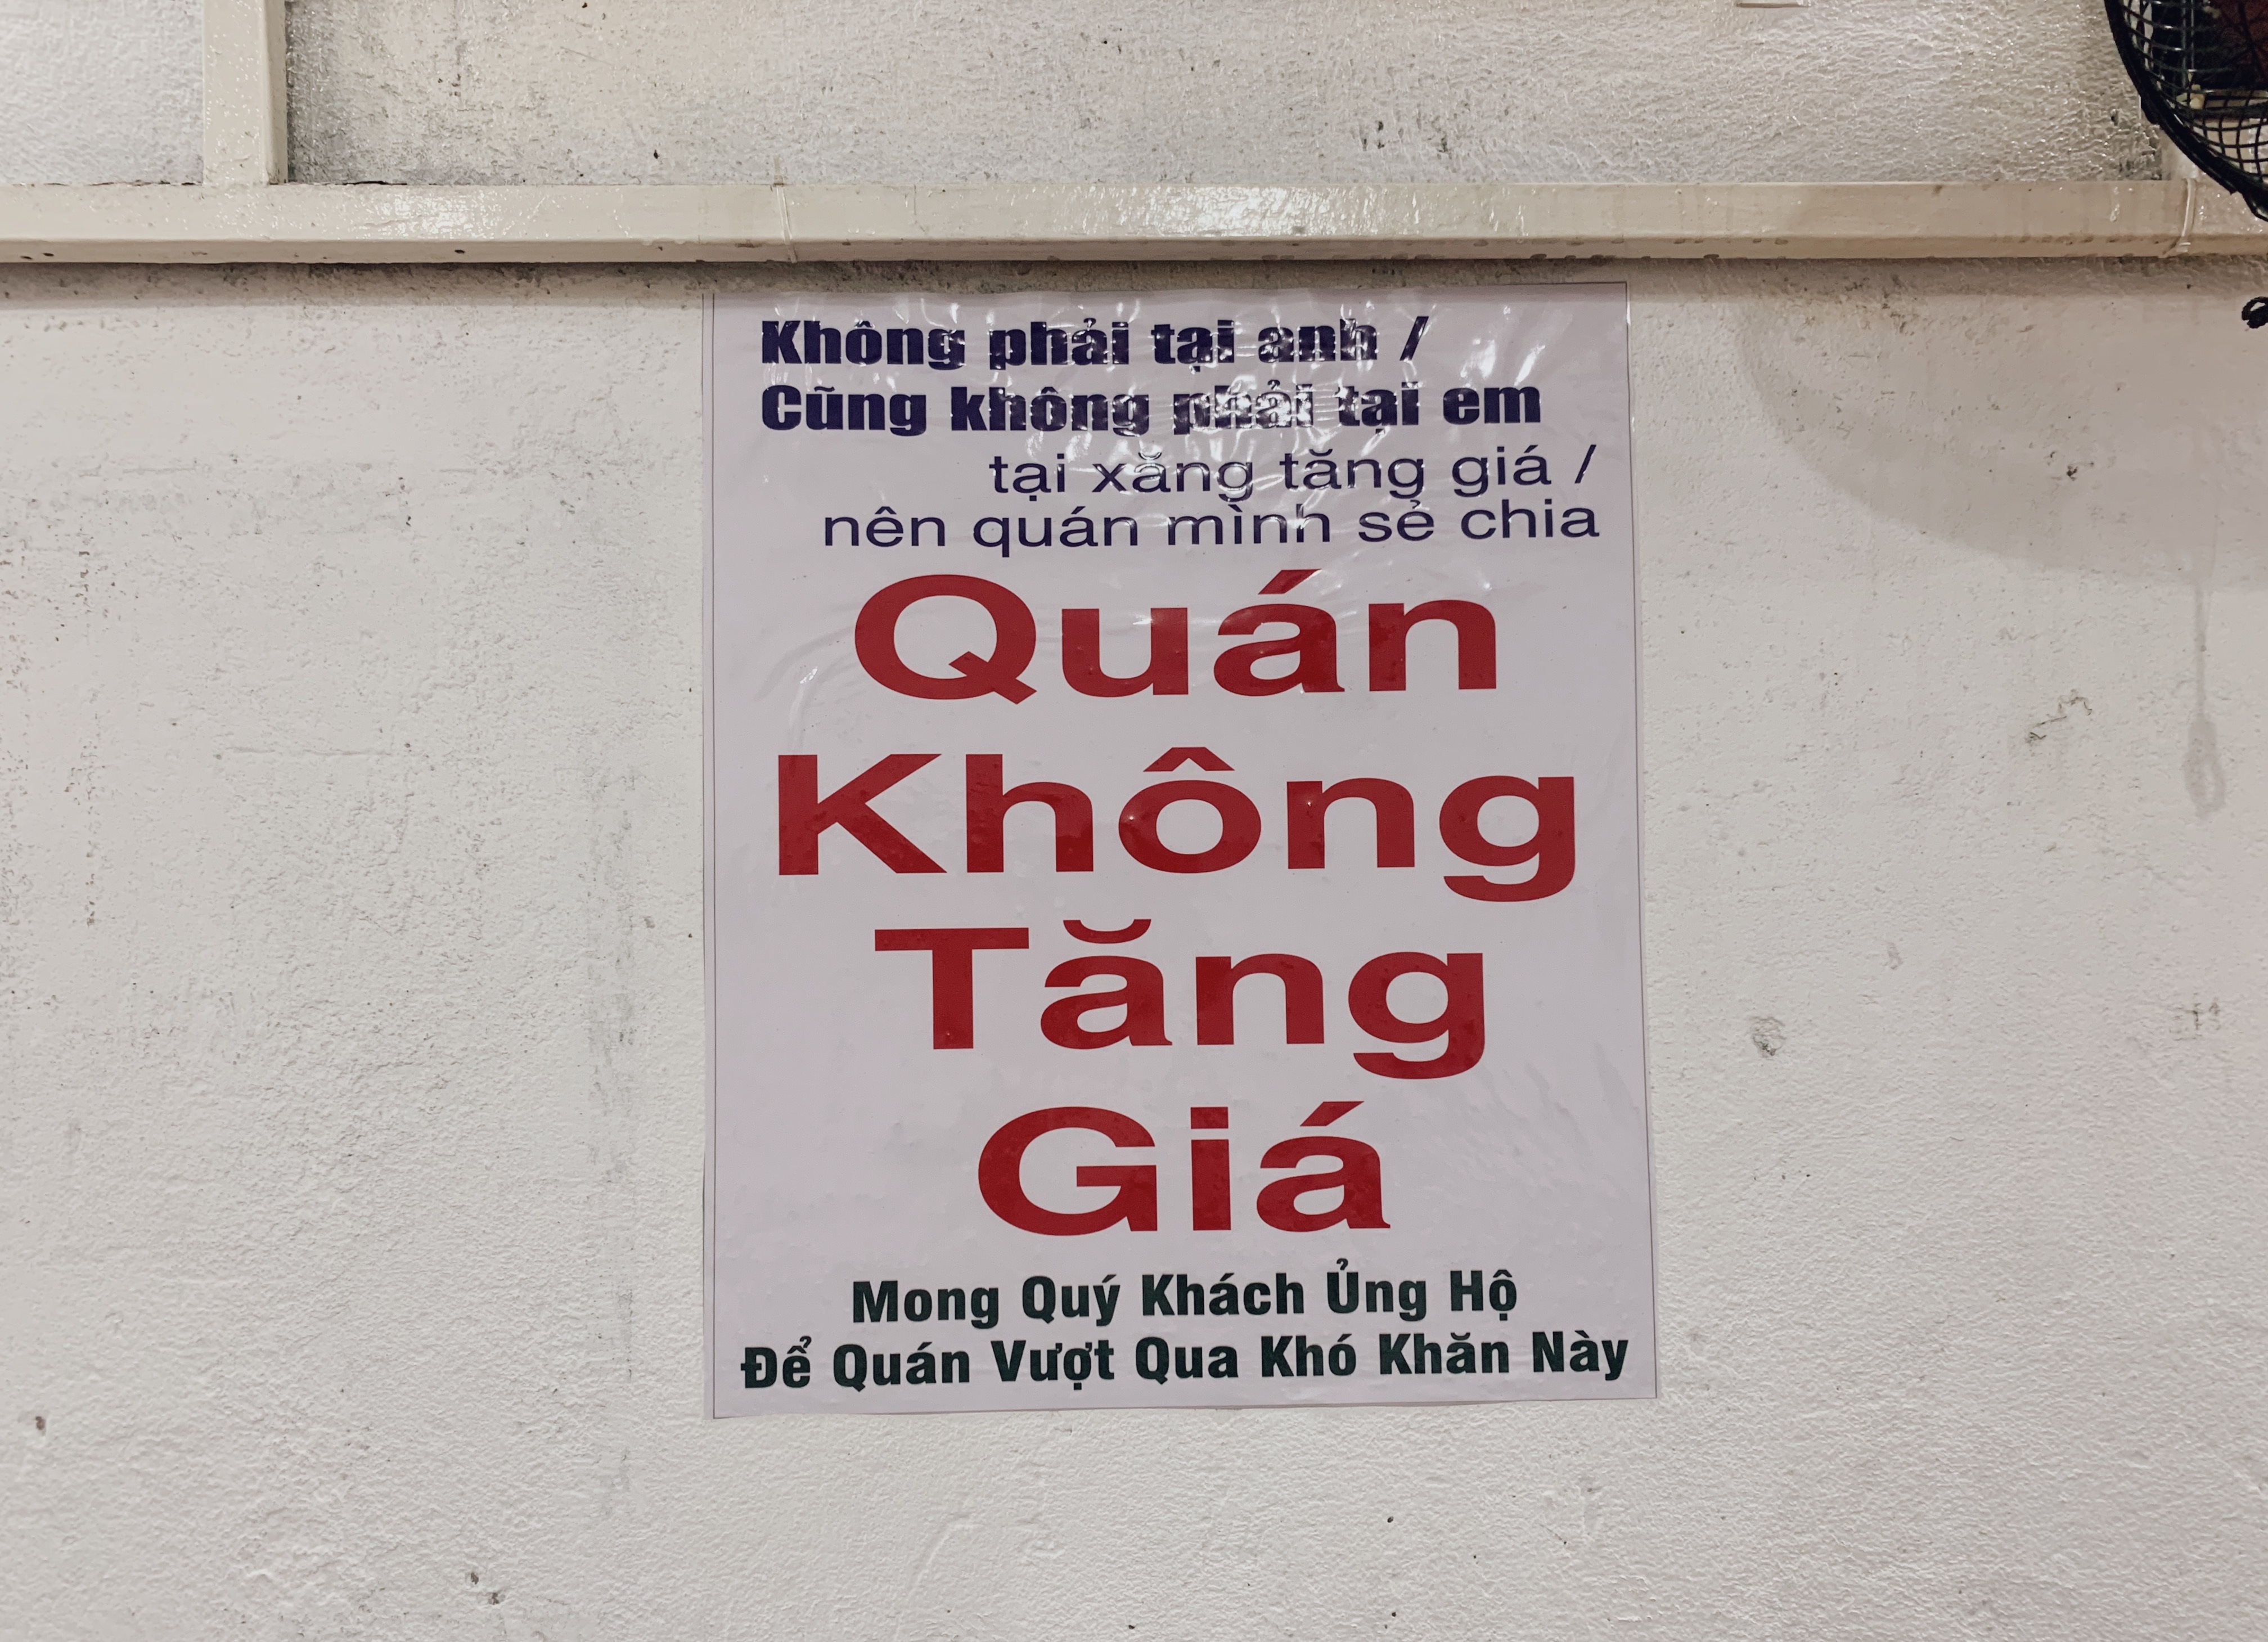 Không phải tại anh /
Cũng không phải tại em
tại xăng tăng giá /
nên quán mình sẻ chia
Quán
Không
Tăng
Giá
Mong Quý Khách Ủng Hộ
Để Quán Vượt Qua Khó Khăn Này